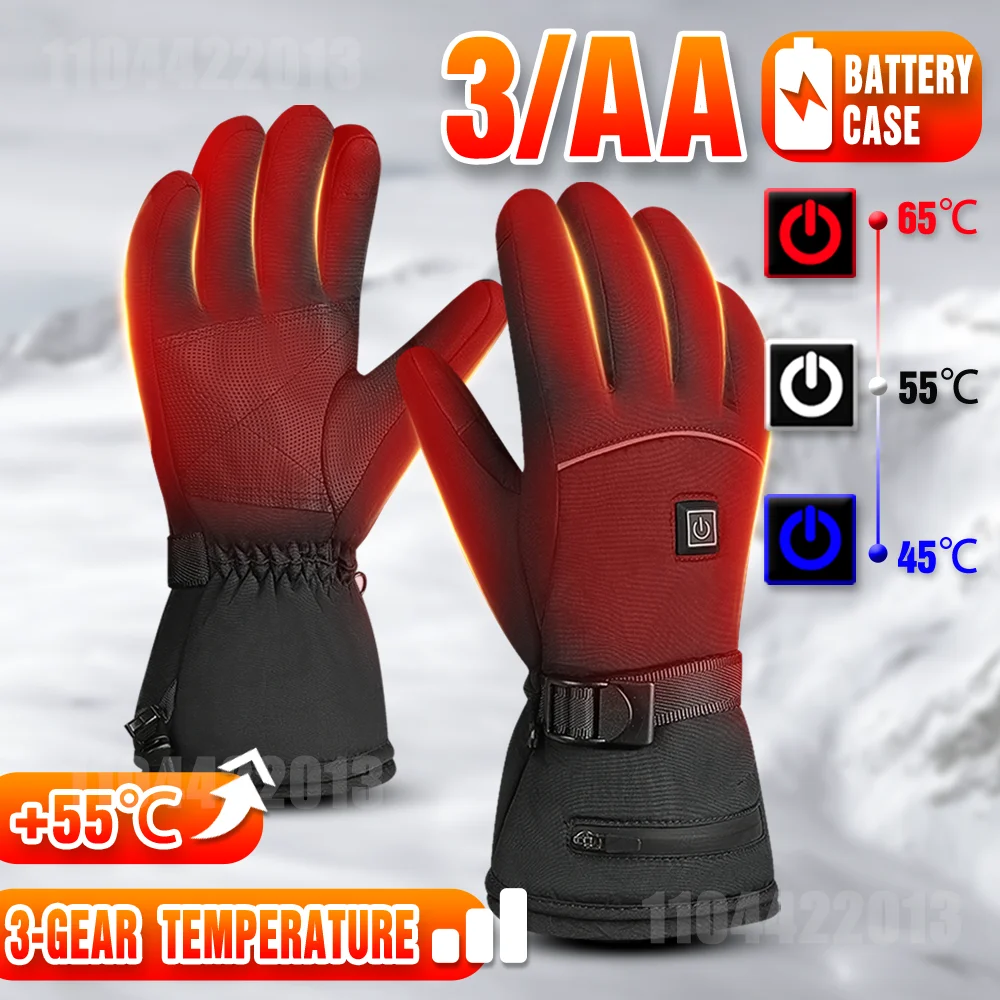 1104422013
3/AA
BATTERY
CASE
65℃
55℃
45℃
1104422013
+55℃
3-GEAR TEMPERATURE
1104422013